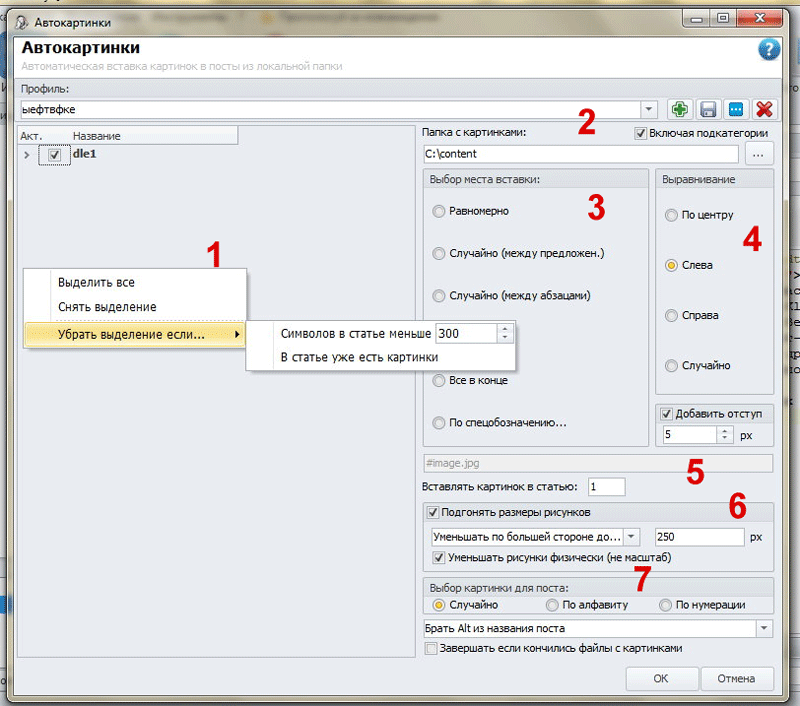 Автокартинки
Автокартинки
Автоматическая вставка картинок в посты из локальной папки
Профиль:
ыефтвфке
Акт. Название
dle1
1
Выделить все
Снять выделение
Убрать выделение если...
Символов в статье меньше 300
В статье уже есть картинки
2
Папка с картинками:
Включая подкатегории
C:\content
...
Выбор места вставки:
3
Равномерно
Случайно (между предложен.)
Случайно (между абзацами)
Все в конце
По спецобозначению...
Выравнивание
По центру
4
Слева
Справа
Случайно
Добавить отступ
5 px
#image.jpg
5
Вставлять картинок в статью: 1
6
Подгонять размеры рисунков
Уменьшать по большей стороне до... 250 px
Уменьшать рисунки физически (не масштаб)
7
Выбор картинки для поста:
Случайно По алфавиту По нумерации
Брать Alt из названия поста
Завершать если кончились файлы с картинками
OK Отмена